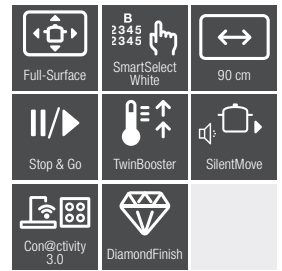 B
2345
2345
Full-Surface
SmartSelect
White
90 cm
Stop & Go
TwinBooster
SilentMove
Con@ctivity
3.0
DiamondFinish